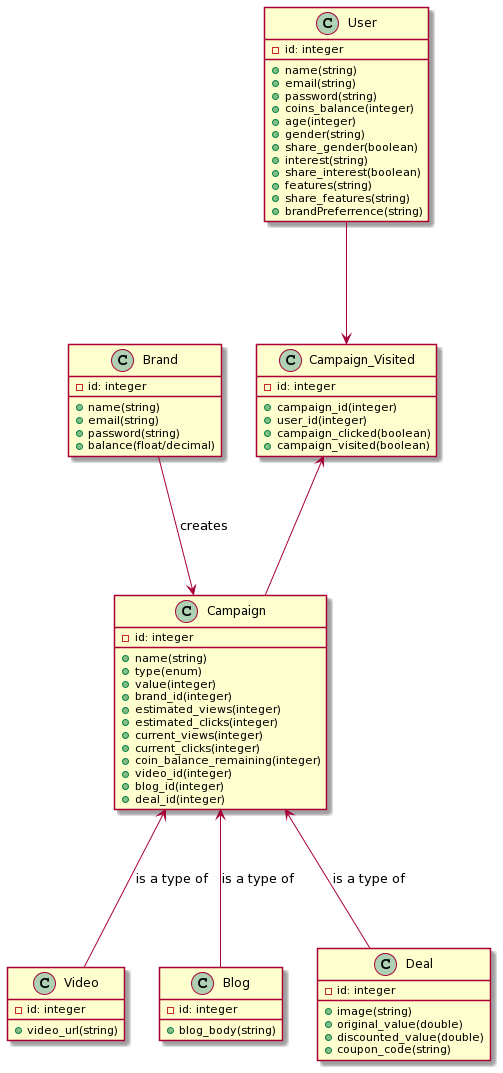 C User
id: integer
name(string)
email(string)
password(string)
coins_balance(integer)
age(integer)
gender(string)
share_gender(boolean)
interest(string)
share_interest(boolean)
features(string)
share_features(string)
brandPreferrence(string)
C Brand
id: integer
name(string)
email(string)
password(string)
balance(float/decimal)
C Campaign_Visited
id: integer
campaign_id(integer)
user_id(integer)
campaign_clicked(boolean)
campaign_visited(boolean)
creates
C Campaign
id: integer
name(string)
type(enum)
value(integer)
brand_id(integer)
estimated_views(integer)
estimated_clicks(integer)
current_views(integer)
current_clicks(integer)
coin_balance_remaining(integer)
video_id(integer)
blog_id(integer)
deal_id(integer)
is a type of
is a type of
is a type of
C Video
id: integer
video_url(string)
C Blog
id: integer
blog_body(string)
C Deal
id: integer
image(string)
original_value(double)
discounted_value(double)
coupon_code(string)